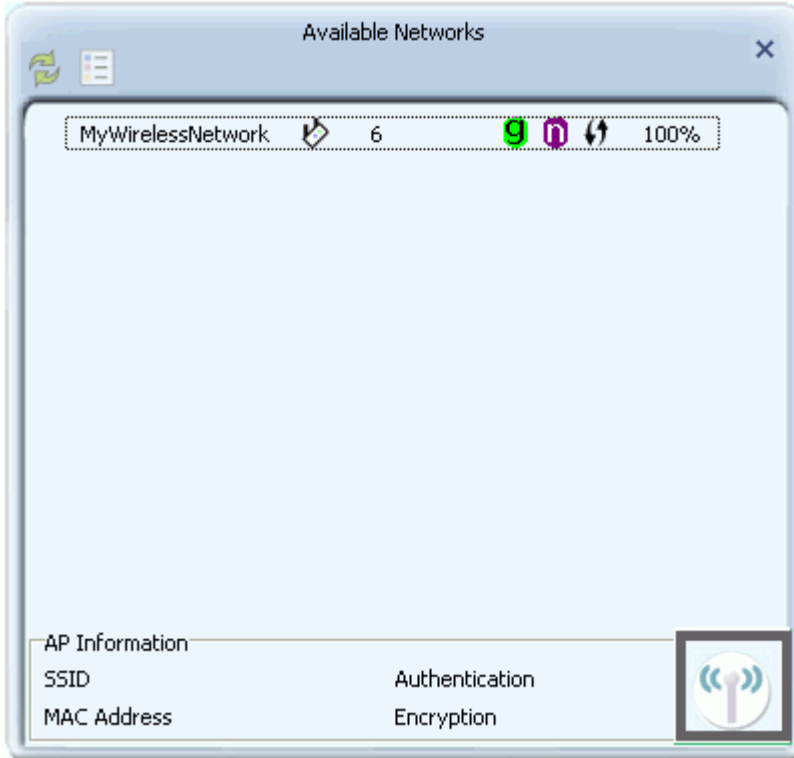 Available Networks
MyWirelessNetwork 6 g n 100%
AP Information
SSID Authentication
MAC Address Encryption